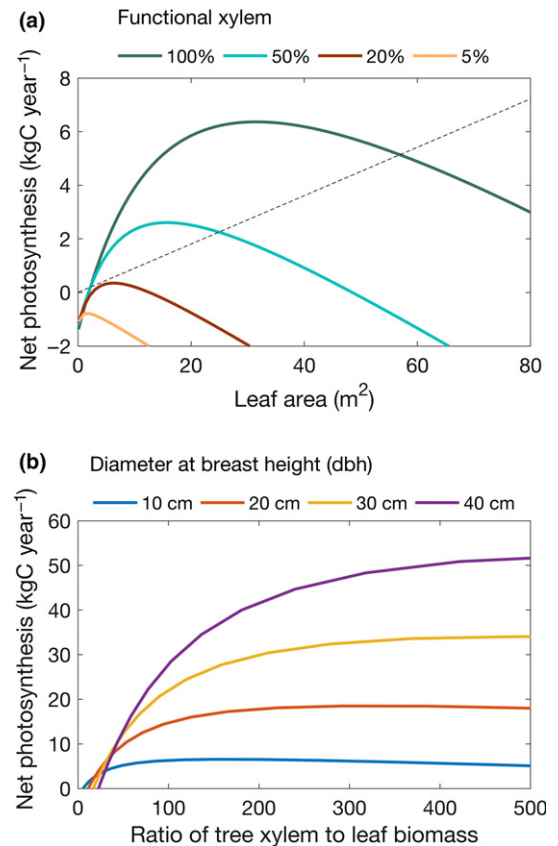 (a) Functional xylem
100% 50% 20% 5%
Net photosynthesis (kgC year⁻¹)
8
6
4
2
0
−2
0 20 40 60 80
Leaf area (m²)
(b) Diameter at breast height (dbh)
10 cm 20 cm 30 cm 40 cm
Net photosynthesis (kgC year⁻¹)
60
50
40
30
20
10
0
0 100 200 300 400 500
Ratio of tree xylem to leaf biomass